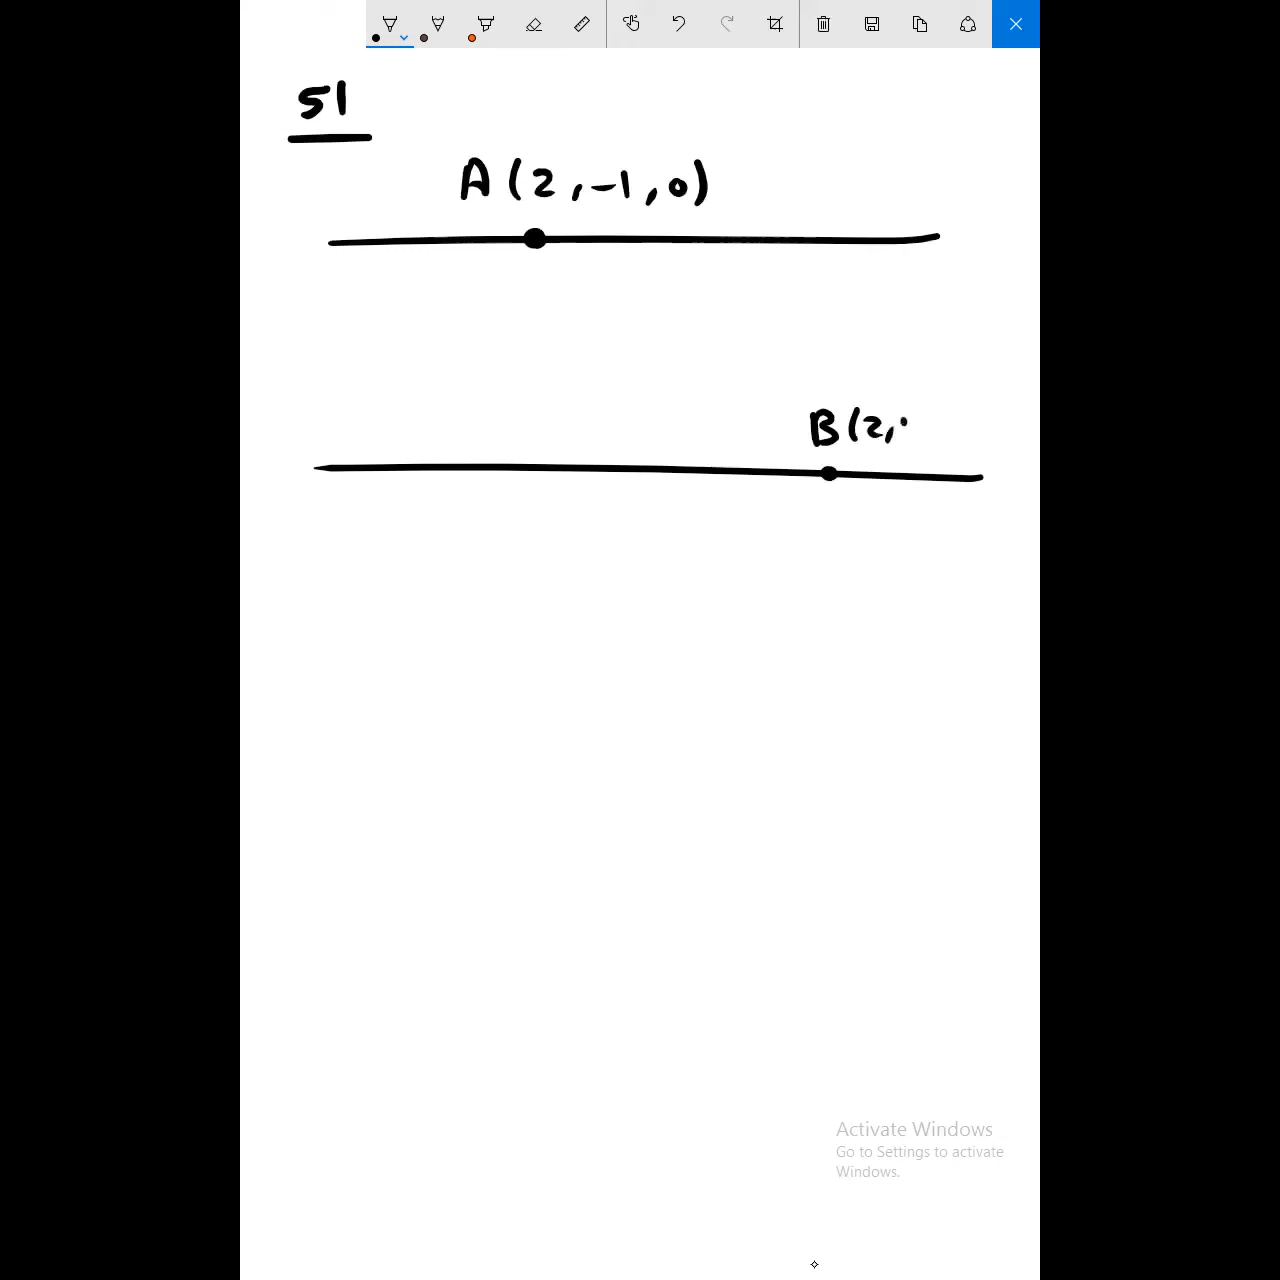 51
A(2,-1,0)
B(2,
Activate Windows
Go to Settings to activate
Windows.